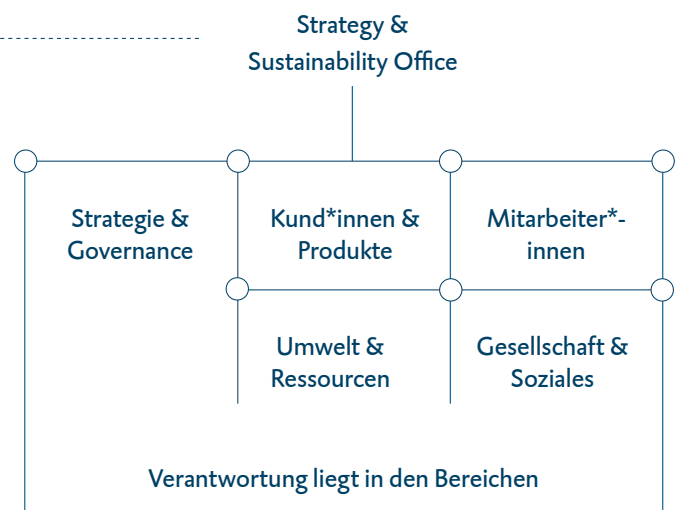 Strategy &
Sustainability Office
Strategie &
Governance
Kund*innen &
Produkte
Mitarbeiter*-
innen
Umwelt &
Ressourcen
Gesellschaft &
Soziales
Verantwortung liegt in den Bereichen